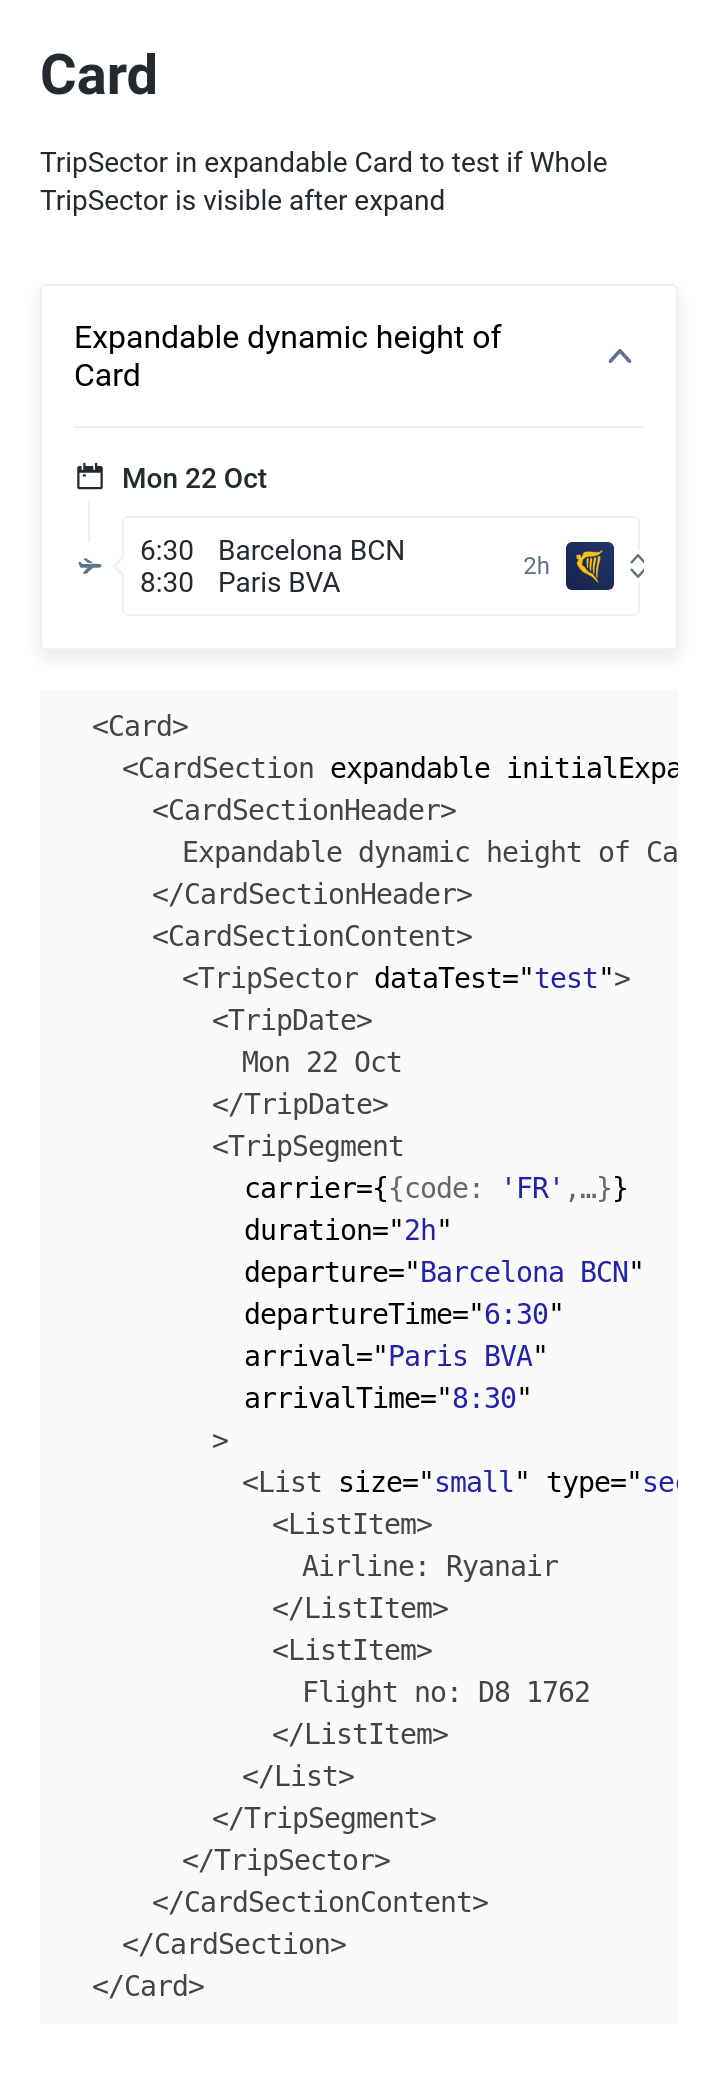 Card
TripSector in expandable Card to test if Whole
TripSector is visible after expand
Expandable dynamic height of
Card
Mon 22 Oct
6:30 Barcelona BCN
8:30 Paris BVA
2h
<Card>
<CardSection expandable initialExpa
<CardSectionHeader>
Expandable dynamic height of Ca
</CardSectionHeader>
<CardSectionContent>
<TripSector dataTest="test">
<TripDate>
Mon 22 Oct
</TripDate>
<TripSegment
carrier={{code: 'FR',…}}
duration="2h"
departure="Barcelona BCN"
departureTime="6:30"
arrival="Paris BVA"
arrivalTime="8:30"
>
<List size="small" type="sec
<ListItem>
Airline: Ryanair
</ListItem>
<ListItem>
Flight no: D8 1762
</ListItem>
</List>
</TripSegment>
</TripSector>
</CardSectionContent>
</CardSection>
</Card>